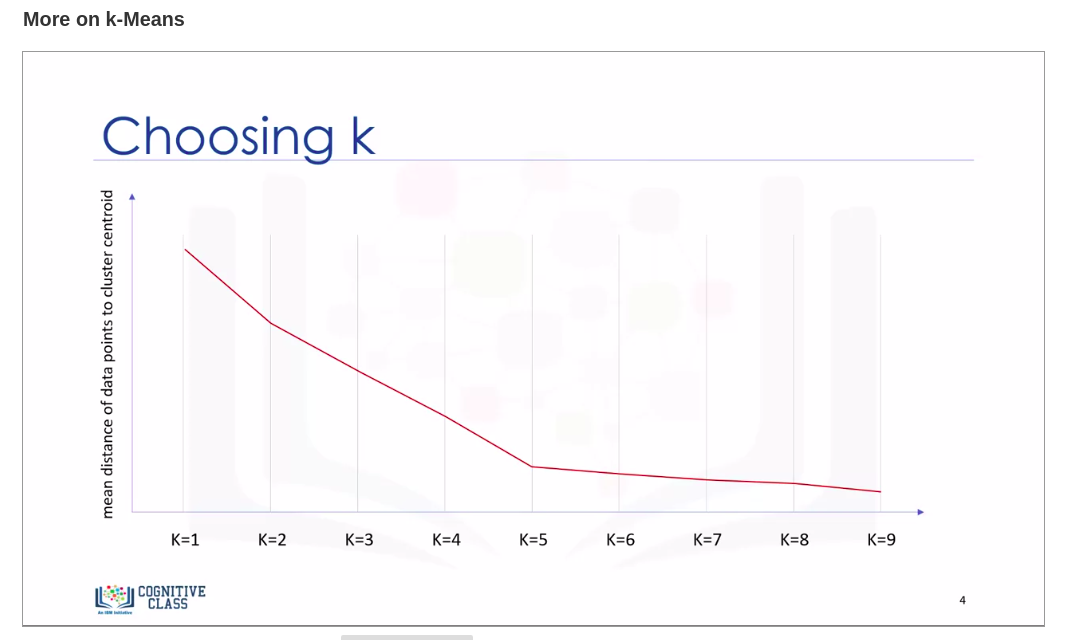 More on k-Means
Choosing k
mean distance of data points to cluster centroid
K=1 K=2 K=3 K=4 K=5 K=6 K=7 K=8 K=9
COGNITIVE
CLASS
An IBM Initiative
4